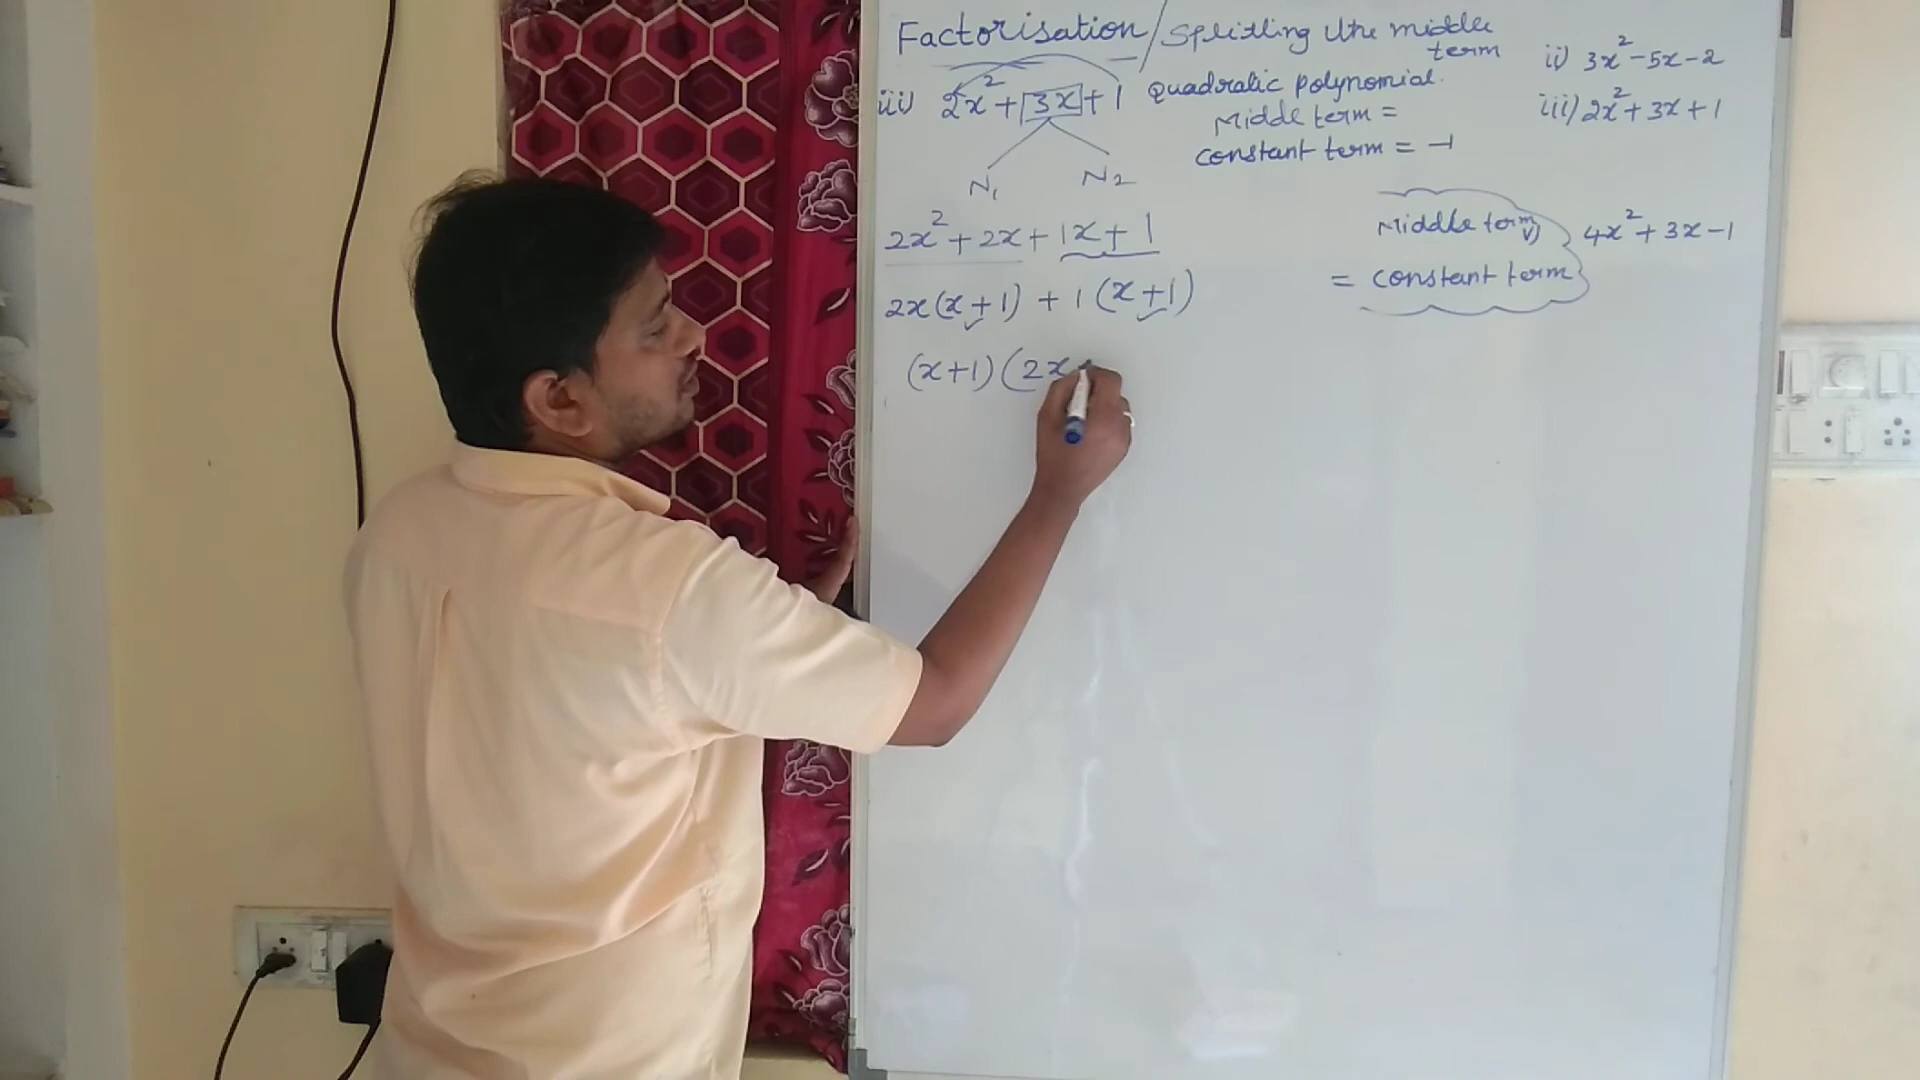 Factorisation / Splitting the middle term
iii) 2x² + 3x + 1
N₁ N₂
Quadratic polynomial.
Middle term =
constant term = -1
ii) 3x² - 5x - 2
iii) 2x² + 3x + 1
2x² + 2x + 1x + 1
2x(x+1) + 1(x+1)
(x+1)(2x
Middle term
= constant term
v) 4x² + 3x - 1